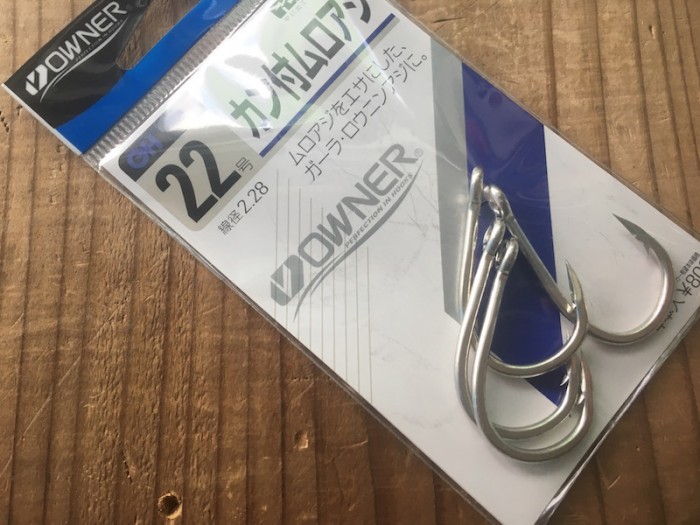 OWNER
OH
22号
カン付ムロアジ
線径2.28
ムロアジをエサにした、
ガーラ・ロウニンアジに。
OWNER
PERFECTION IN HOOKS